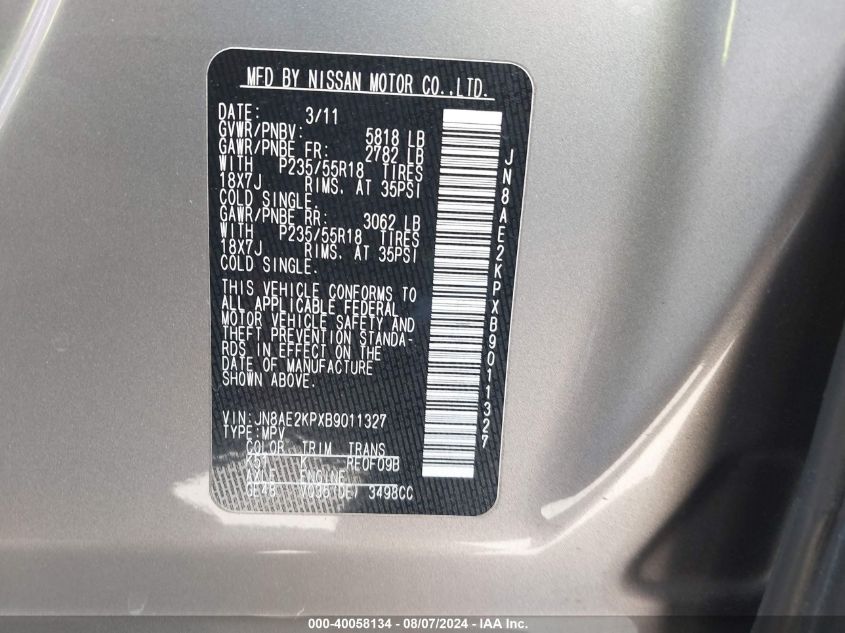 MFD BY NISSAN MOTOR CO.,LTD.
DATE: 3/11
GVWR/PNBV: 5818 LB
GAWR/PNBE FR: 2782 LB
WITH P235/55R18 TIRES
18X7J RIMS. AT 35PSI
COLD SINGLE.
GAWR/PNBE RR: 3062 LB
WITH P235/55R18 TIRES
18X7J RIMS. AT 35PSI
COLD SINGLE.
THIS VEHICLE CONFORMS TO
ALL APPLICABLE FEDERAL
MOTOR VEHICLE SAFETY AND
THEFT PREVENTION STANDA-
RDS IN EFFECT ON THE
DATE OF MANUFACTURE
SHOWN ABOVE.
VIN:JN8AE2KPXB9011327
TYPE:MPV
COLOR TRIM TRANS
K51 K RE0F09B
AXLE ENGINE
VQ35(DE) 3498CC
JN8AE2KPXB9011327
000-40058134 - 08/07/2024 - IAA Inc.